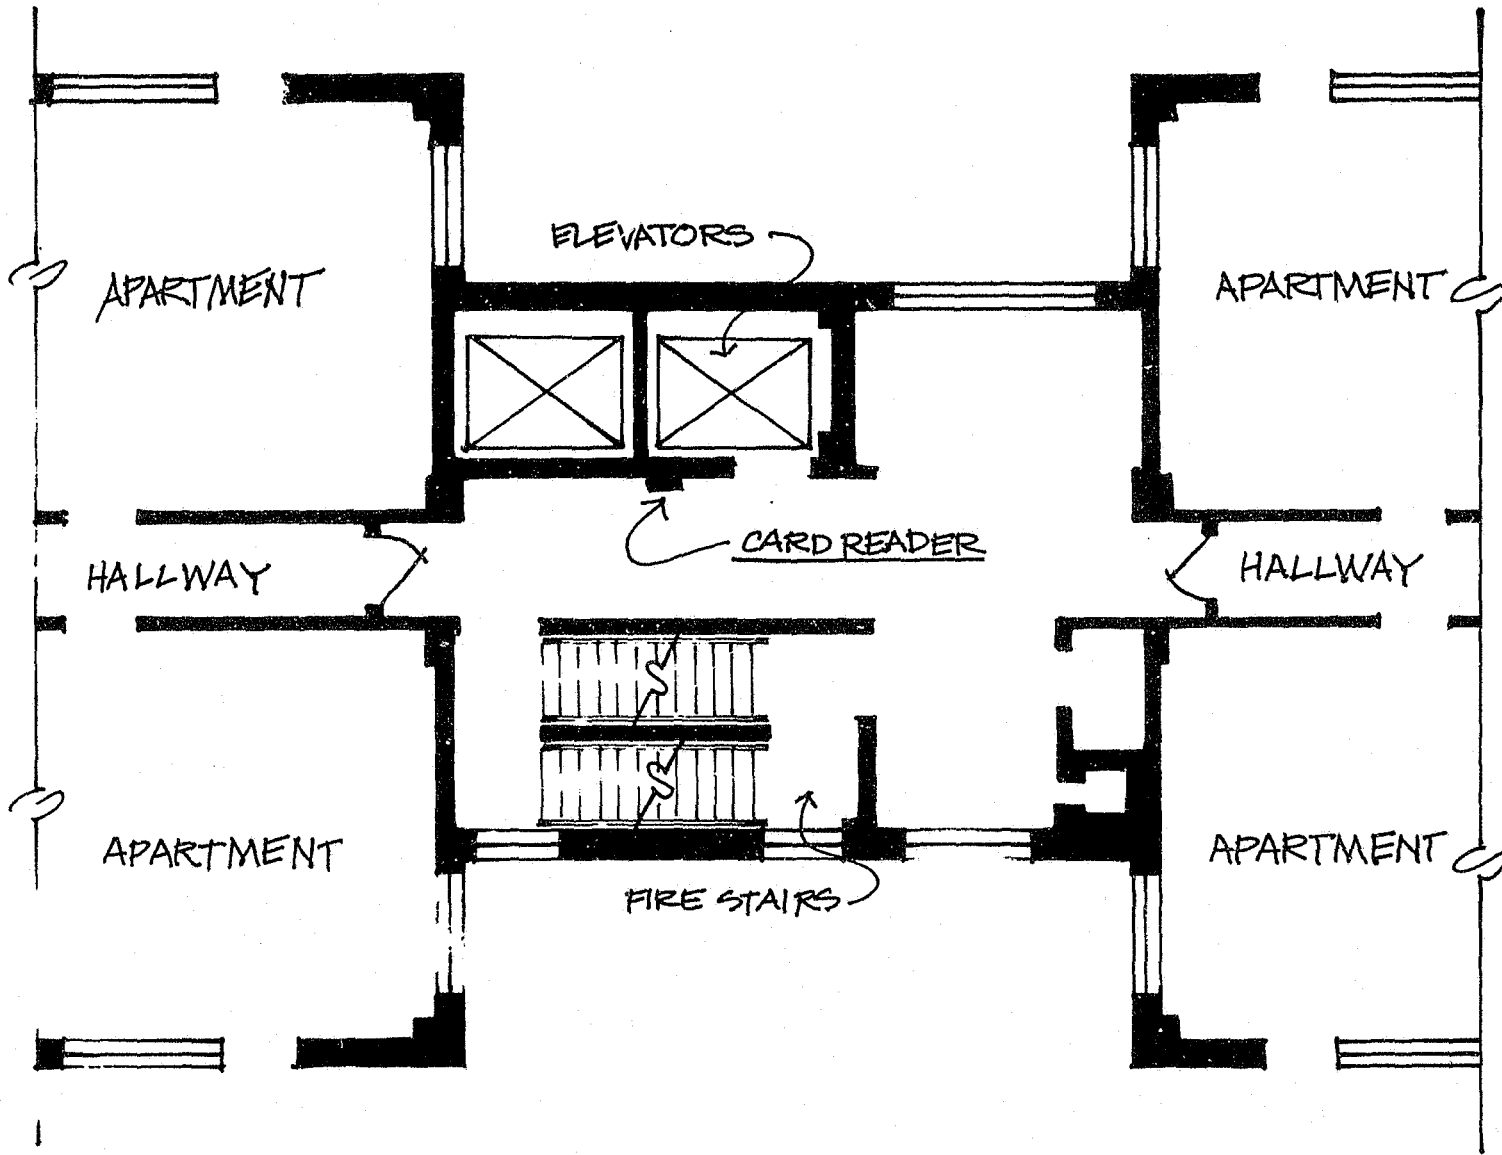 ELEVATORS
APARTMENT
APARTMENT
CARD READER
HALLWAY
HALLWAY
APARTMENT
APARTMENT
FIRE STAIRS